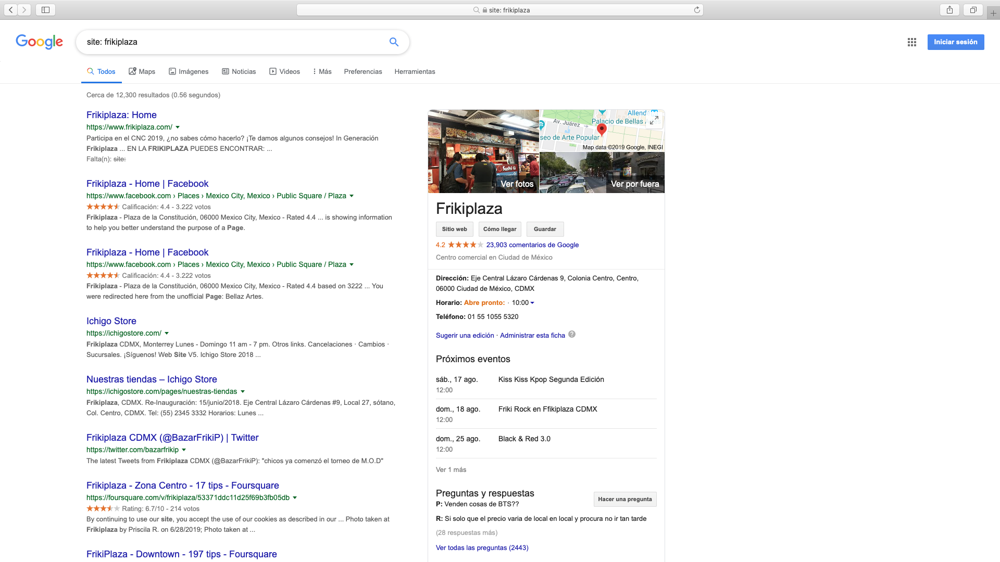 site: frikiplaza
Google
site: frikiplaza
Iniciar sesión
Todos
Maps
Imágenes
Noticias
Videos
Más
Preferencias
Herramientas
Cerca de 12,300 resultados (0.56 segundos)
Frikiplaza: Home
https://www.frikiplaza.com/
Participa en el CNC 2019, ¿no sabes cómo hacerlo? ¡Te damos algunos consejos! In Generación
Frikiplaza ... EN LA FRIKIPLAZA PUEDES ENCONTRAR: ...
Falta(n): site:
Frikiplaza - Home | Facebook
https://www.facebook.com › Places › Mexico City, Mexico › Public Square / Plaza
Calificación: 4.4 - 3.222 votos
Frikiplaza - Plaza de la Constitución, 06000 Mexico City, Mexico - Rated 4.4 ... is showing information
to help you better understand the purpose of a Page.
Frikiplaza - Home | Facebook
https://www.facebook.com › Places › Mexico City, Mexico › Public Square / Plaza
Calificación: 4.4 - 3.222 votos
Frikiplaza - Plaza de la Constitución, 06000 Mexico City, Mexico - Rated 4.4 based on 3222 ... You
were redirected here from the unofficial Page: Bellaz Artes.
Ichigo Store
https://ichigostore.com/
Frikiplaza CDMX, Monterrey Lunes - Domingo 11 am - 7 pm. Otros links. Cancelaciones · Cambios ·
Sucursales. ¡Síguenos! Web Site V5. Ichigo Store 2018 ...
Nuestras tiendas – Ichigo Store
https://ichigostore.com/pages/nuestras-tiendas
Frikiplaza, CDMX. Re-Inauguración: 15/junio/2018. Eje Central Lázaro Cárdenas #9, Local 27, sótano,
Col. Centro, CDMX. Tel: (55) 2345 3332 Horarios: Lunes ...
Frikiplaza CDMX (@BazarFrikiP) | Twitter
https://twitter.com/bazarfrikip
The latest Tweets from Frikiplaza CDMX (@BazarFrikiP): "chicos ya comenzó el torneo de M.O.D"
Frikiplaza - Zona Centro - 17 tips - Foursquare
https://foursquare.com/v/frikiplaza/53371ddc11d25f69b3fb05db
Rating: 6.7/10 - 214 votos
By continuing to use our site, you accept the use of our cookies as described in our ... Photo taken at
Frikiplaza by Priscila R. on 6/28/2019; Photo taken at ...
FrikiPlaza - Downtown - 197 tips - Foursquare
Kero Sushi
Sushi
Ver fotos
Allend
Av. Juárez
Palacio de Bellas A
seo de Arte Popular
Map data ©2019 Google, INEGI
Ver por fuera
Frikiplaza
Sitio web
Cómo llegar
Guardar
4.2 23,903 comentarios de Google
Centro comercial en Ciudad de México
Dirección: Eje Central Lázaro Cárdenas 9, Colonia Centro, Centro,
06000 Ciudad de México, CDMX
Horario: Abre pronto: · 10:00
Teléfono: 01 55 1055 5320
Sugerir una edición · Administrar esta ficha ?
Próximos eventos
sáb., 17 ago. Kiss Kiss Kpop Segunda Edición
12:00
dom., 18 ago. Friki Rock en Ffikiplaza CDMX
12:00
dom., 25 ago. Black & Red 3.0
12:00
Ver 1 más
Preguntas y respuestas
Hacer una pregunta
P: Venden cosas de BTS??
R: Si solo que el precio varia de local en local y procura no ir tan tarde
(28 respuestas más)
Ver todas las preguntas (2443)